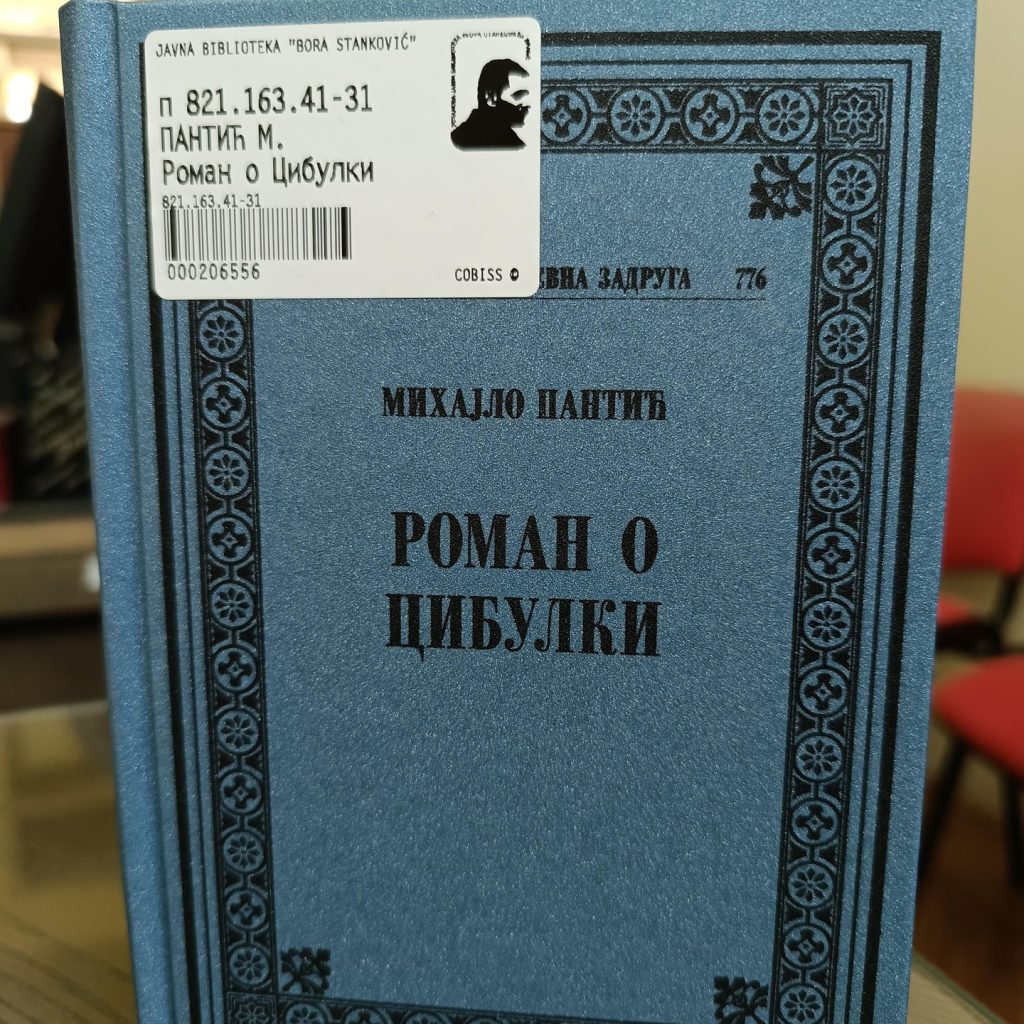 JAVNA BIBLIOTEKA "BORA STANKOVIĆ"
п 821.163.41-31
ПАНТИЋ М.
Роман о Цибулки
821.163.41-31
000206556
COBISS
ЗАДРУГА 776
МИХАЈЛО ПАНТИЋ
РОМАН О
ЦИБУЛКИ